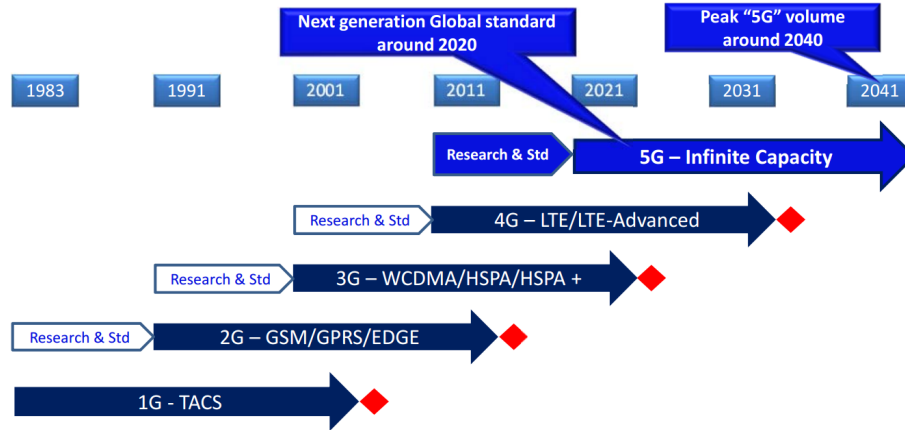 Next generation Global standard
around 2020
Peak “5G” volume
around 2040
1983
1991
2001
2011
2021
2031
2041
Research & Std
5G – Infinite Capacity
Research & Std
4G – LTE/LTE-Advanced
Research & Std
3G – WCDMA/HSPA/HSPA +
Research & Std
2G – GSM/GPRS/EDGE
1G - TACS